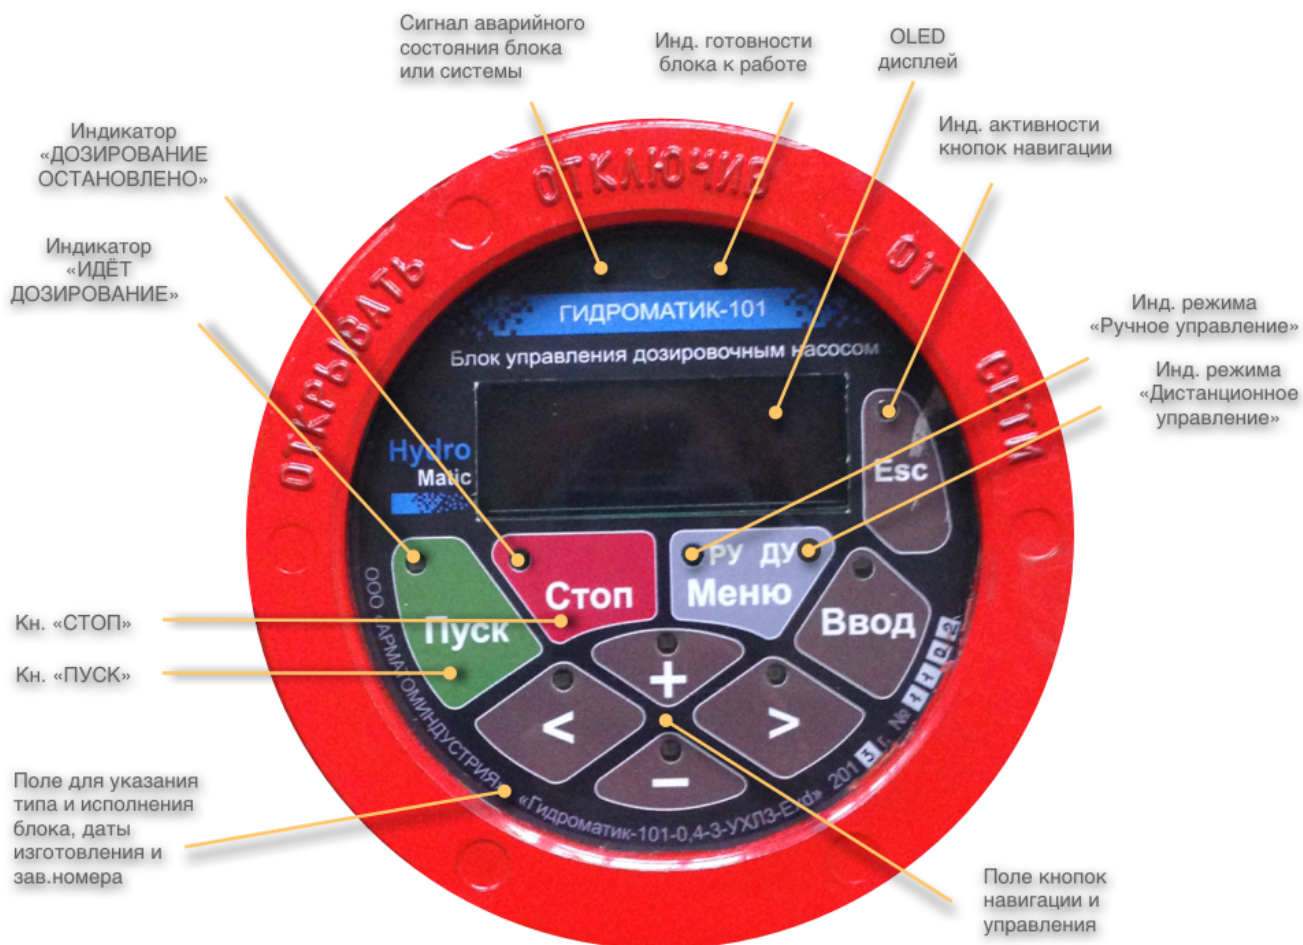 Сигнал аварийного
состояния блока
или системы
Инд. готовности
блока к работе
OLED
дисплей
Инд. активности
кнопок навигации
Индикатор
«ДОЗИРОВАНИЕ
ОСТАНОВЛЕНО»
Индикатор
«ИДЁТ
ДОЗИРОВАНИЕ»
Инд. режима
«Ручное управление»
Инд. режима
«Дистанционное
управление»
ОТКРЫВАТЬ ОТКЛЮЧИВ ОТ СЕТИ
ГИДРОМАТИК-101
Блок управления дозировочным насосом
Hydro
Matic
Esc
РУ ДУ
Меню
Стоп
Пуск
Ввод
+
<
>
−
ООО «АРМАТОМИНДУСТРИЯ» «Гидроматик-101-0,4-3-УХЛ3-Exd» 2013 г. №
Кн. «СТОП»
Кн. «ПУСК»
Поле для указания
типа и исполнения
блока, даты
изготовления и
зав.номера
Поле кнопок
навигации и
управления